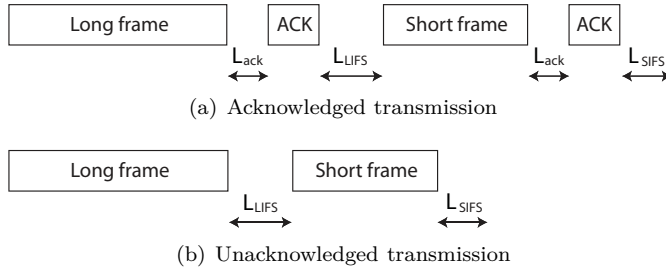 Long frame ACK Short frame ACK
Lack LLIFS Lack LSIFS
(a) Acknowledged transmission
Long frame Short frame
LLIFS LSIFS
(b) Unacknowledged transmission